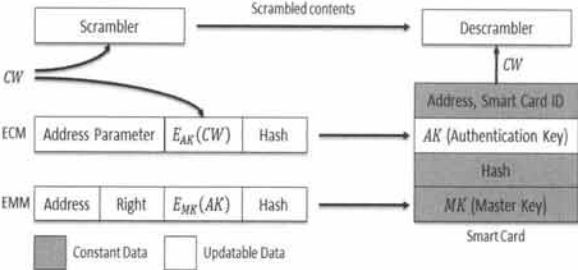 Scrambler
Scrambled contents
Descrambler
CW
CW
Address, Smart Card ID
ECM
Address Parameter
E_AK(CW)
Hash
AK (Authentication Key)
Hash
EMM
Address
Right
E_MK(AK)
Hash
MK (Master Key)
Smart Card
Constant Data
Updatable Data